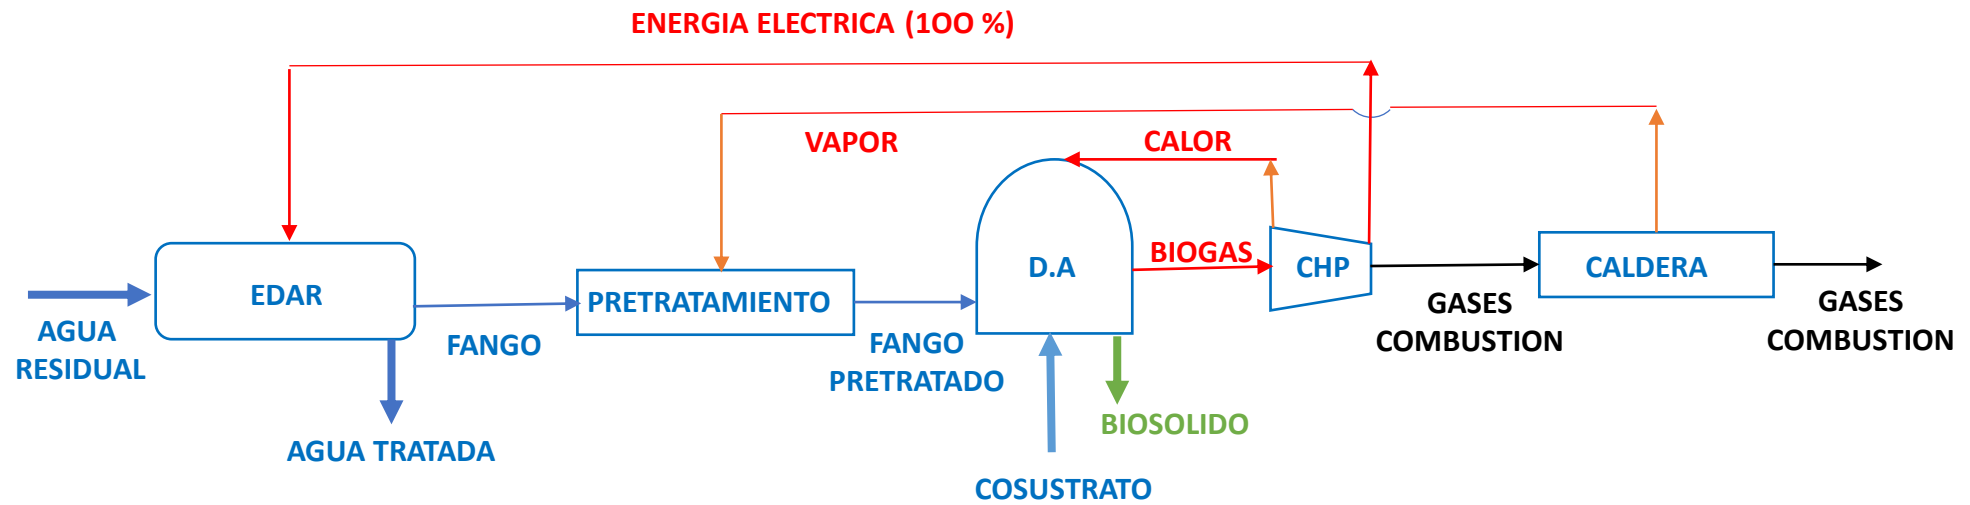 ENERGIA ELECTRICA (1OO %)
VAPOR
CALOR
EDAR
PRETRATAMIENTO
D.A
BIOGAS
CHP
CALDERA
AGUA
RESIDUAL
FANGO
FANGO
PRETRATADO
GASES
COMBUSTION
GASES
COMBUSTION
AGUA TRATADA
BIOSOLIDO
COSUSTRATO